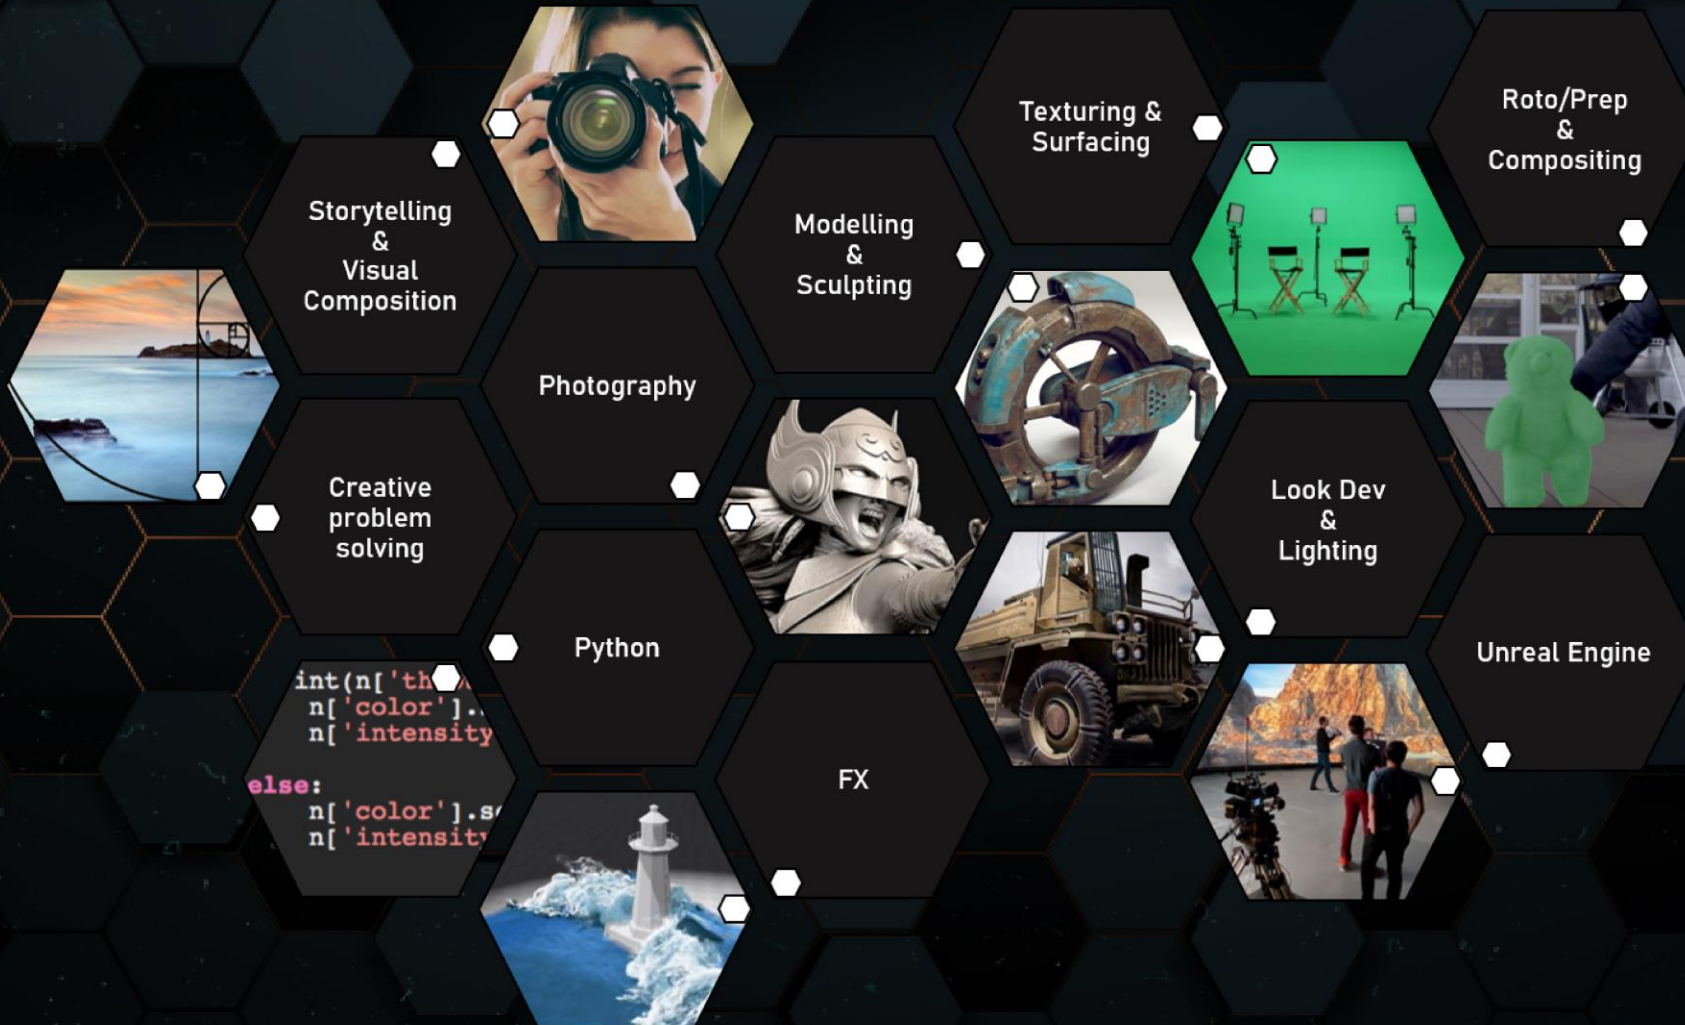 Storytelling
&
Visual
Composition
Creative
problem
solving
int(n['th
n['color'].
n['intensity
else:
n['color'].s
n['intensity
Photography
Python
Modelling
&
Sculpting
FX
Texturing &
Surfacing
Look Dev
&
Lighting
Roto/Prep
&
Compositing
Unreal Engine